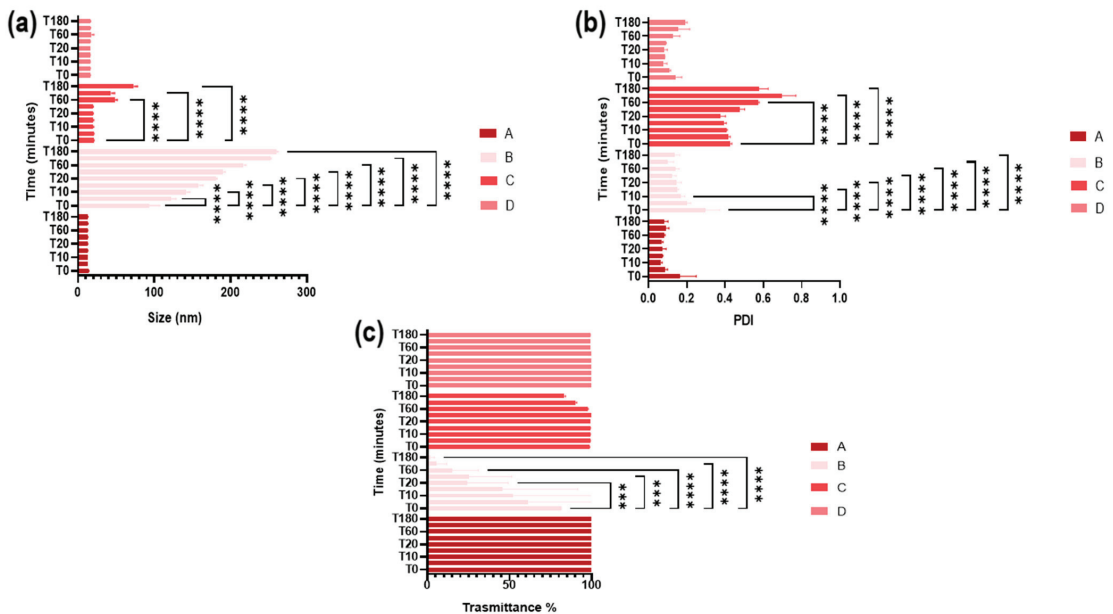 (a)
Time (minutes)
T180
T60
T20
T10
T0
T180
T60
T20
T10
T0
T180
T60
T20
T10
T0
T180
T60
T20
T10
T0
0
100
200
300
Size (nm)
****
****
****
****
****
****
****
****
****
****
****
A
B
C
D
(b)
Time (minutes)
T180
T60
T20
T10
T0
T180
T60
T20
T10
T0
T180
T60
T20
T10
T0
T180
T60
T20
T10
T0
0.0
0.2
0.4
0.6
0.8
1.0
PDI
****
****
****
****
****
****
****
****
****
****
A
B
C
D
(c)
Time (minutes)
T180
T60
T20
T10
T0
T180
T60
T20
T10
T0
T180
T60
T20
T10
T0
T180
T60
T20
T10
T0
0
50
100
Trasmittance %
***
***
****
****
****
A
B
C
D